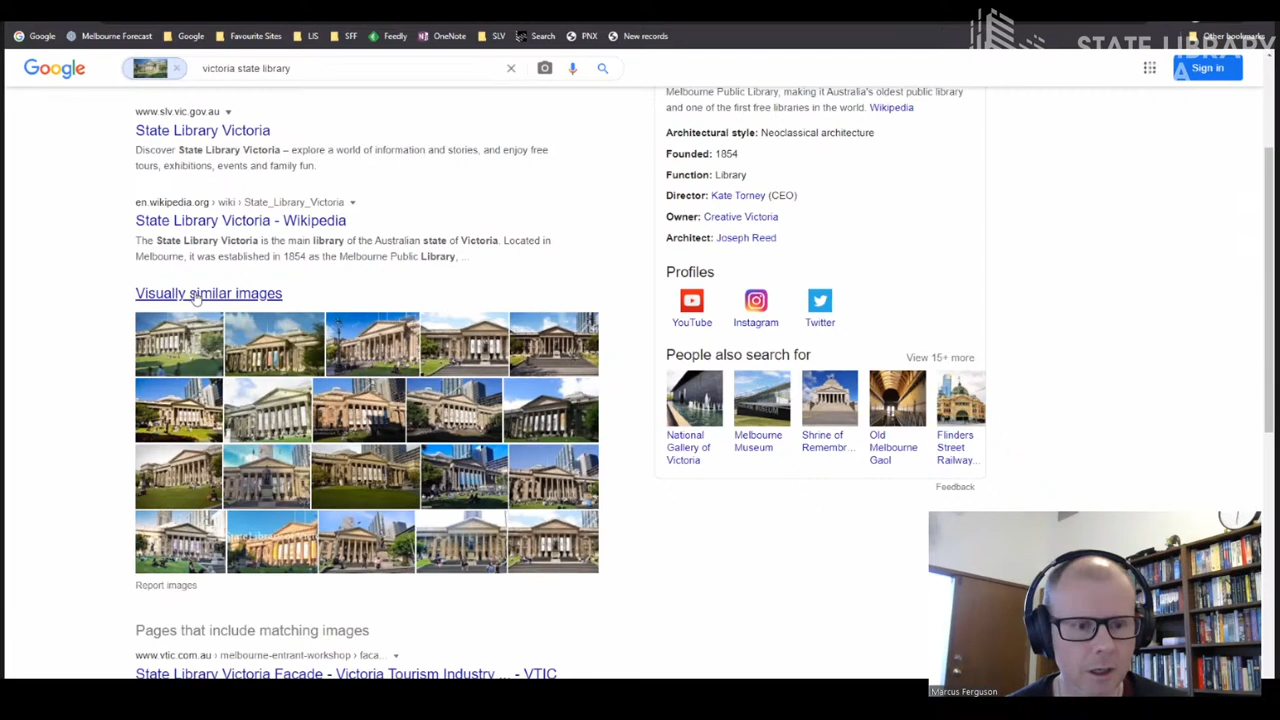 Google
Melbourne Forecast
Google
Favourite Sites
LIS
SFF
Feedly
OneNote
SLV
Search
PNX
New records
Other bookmarks
STATE LIBRARY
Google
victoria state library
Sign in
www.slv.vic.gov.au
State Library Victoria
Discover State Library Victoria – explore a world of information and stories, and enjoy free
tours, exhibitions, events and family fun.
en.wikipedia.org › wiki › State_Library_Victoria
State Library Victoria - Wikipedia
The State Library Victoria is the main library of the Australian state of Victoria. Located in
Melbourne, it was established in 1854 as the Melbourne Public Library, ...
Visually similar images
Report images
Pages that include matching images
www.vtic.com.au › melbourne-entrant-workshop › faca...
State Library Victoria Facade - Victoria Tourism Industry ... - VTIC
Melbourne Public Library, making it Australia's oldest public library
and one of the first free libraries in the world. Wikipedia
Architectural style: Neoclassical architecture
Founded: 1854
Function: Library
Director: Kate Torney (CEO)
Owner: Creative Victoria
Architect: Joseph Reed
Profiles
YouTube
Instagram
Twitter
People also search for
View 15+ more
National
Gallery of
Victoria
Melbourne
Museum
Shrine of
Remembr...
Old
Melbourne
Gaol
Flinders
Street
Railway...
Feedback
Marcus Ferguson